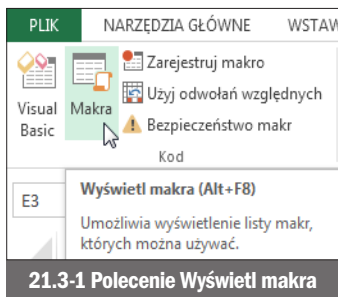 PLIK NARZĘDZIA GŁÓWNE WSTAW
Visual Basic
Makra
Zarejestruj makro
Użyj odwołań względnych
Bezpieczeństwo makr
Kod
E3
Wyświetl makra (Alt+F8)
Umożliwia wyświetlenie listy makr,
których można używać.
21.3-1 Polecenie Wyświetl makra